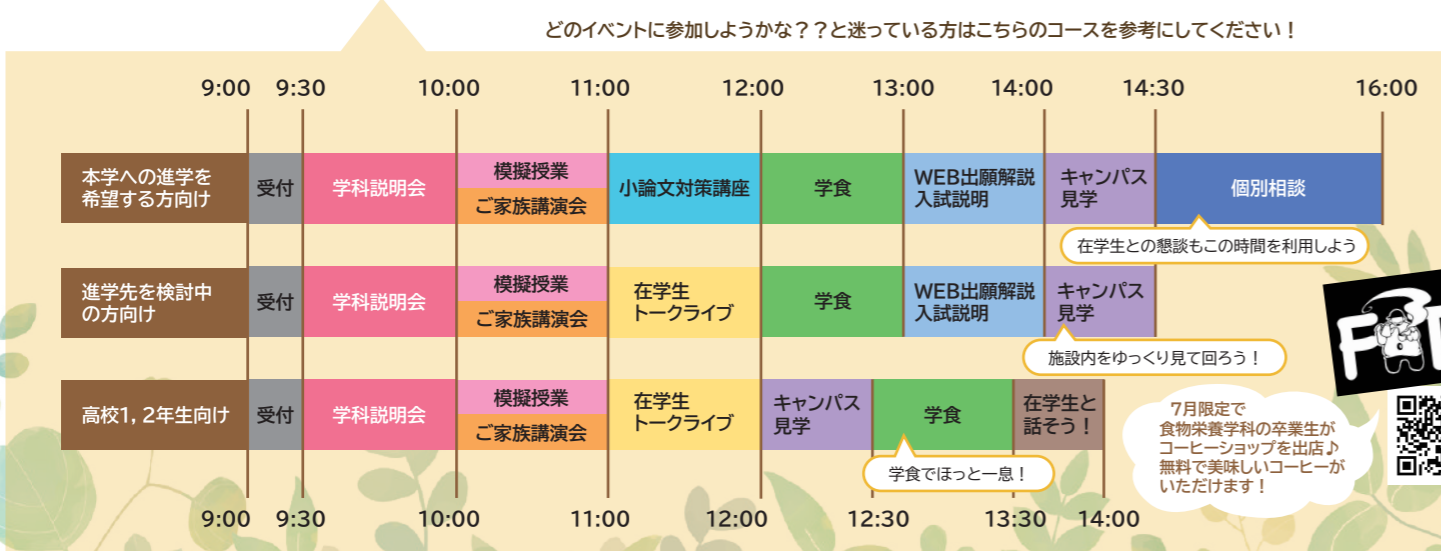 どのイベントに参加しようかな？？と迷っている方はこちらのコースを参考にしてください！
9:00 9:30 10:00 11:00 12:00 13:00 14:00 14:30 16:00
本学への進学を
希望する方向け
受付
学科説明会
模擬授業
ご家族講演会
小論文対策講座
学食
WEB出願解説
入試説明
キャンパス
見学
個別相談
在学生との懇談もこの時間を利用しよう
進学先を検討中
の方向け
受付
学科説明会
模擬授業
ご家族講演会
在学生
トークライブ
学食
WEB出願解説
入試説明
キャンパス
見学
施設内をゆっくり見て回ろう！
高校1，2年生向け
受付
学科説明会
模擬授業
ご家族講演会
在学生
トークライブ
キャンパス
見学
学食
在学生と
話そう！
学食でほっと一息！
7月限定で
食物栄養学科の卒業生が
コーヒーショップを出店♪
無料で美味しいコーヒーが
いただけます！
9:00 9:30 10:00 11:00 12:00 12:30 13:30 14:00